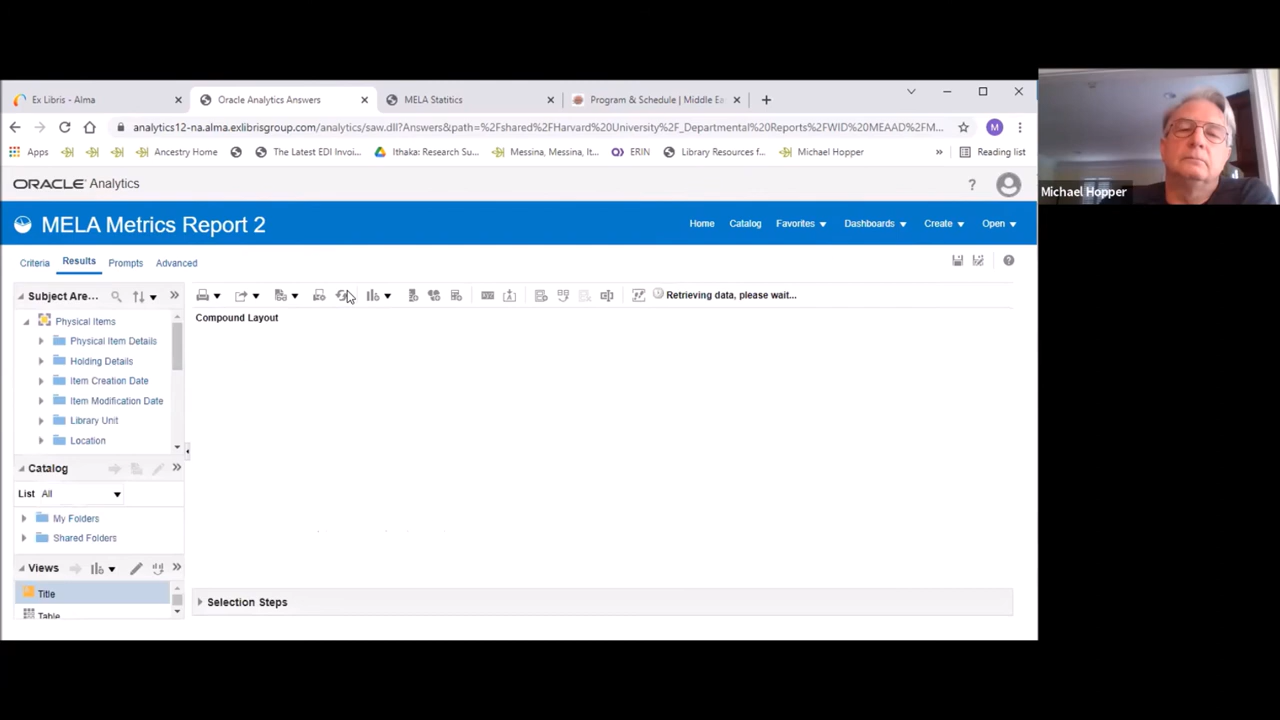 Ex Libris - Alma
Oracle Analytics Answers
MELA Statitics
Program & Schedule | Middle Ea
analytics12-na.alma.exlibrisgroup.com/analytics/saw.dll?Answers&path=%2Fshared%2FHarvard%20University%2F_Departmental%20Reports%2FWID%20MEAAD%2FM...
M
Apps
Ancestry Home
The Latest EDI Invoi...
Ithaka: Research Su...
Messina, Messina, It...
ERIN
Library Resources f...
Michael Hopper
»
Reading list
ORACLE Analytics
?
MELA Metrics Report 2
Home
Catalog
Favorites
Dashboards
Create
Open
Criteria
Results
Prompts
Advanced
Subject Are...
Retrieving data, please wait...
Compound Layout
Physical Items
Physical Item Details
Holding Details
Item Creation Date
Item Modification Date
Library Unit
Location
Catalog
List All
My Folders
Shared Folders
Views
Title
Table
Selection Steps
Michael Hopper